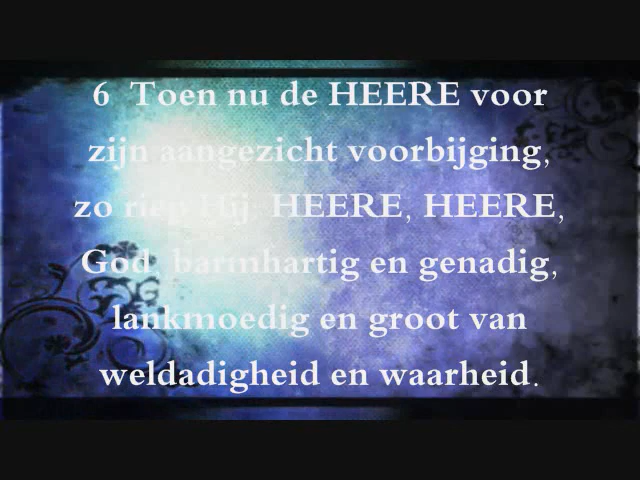 6 Toen nu de HEERE voor
zijn aangezicht voorbijging,
zo riep Hij: HEERE, HEERE,
God, barmhartig en genadig,
lankmoedig en groot van
weldadigheid en waarheid.